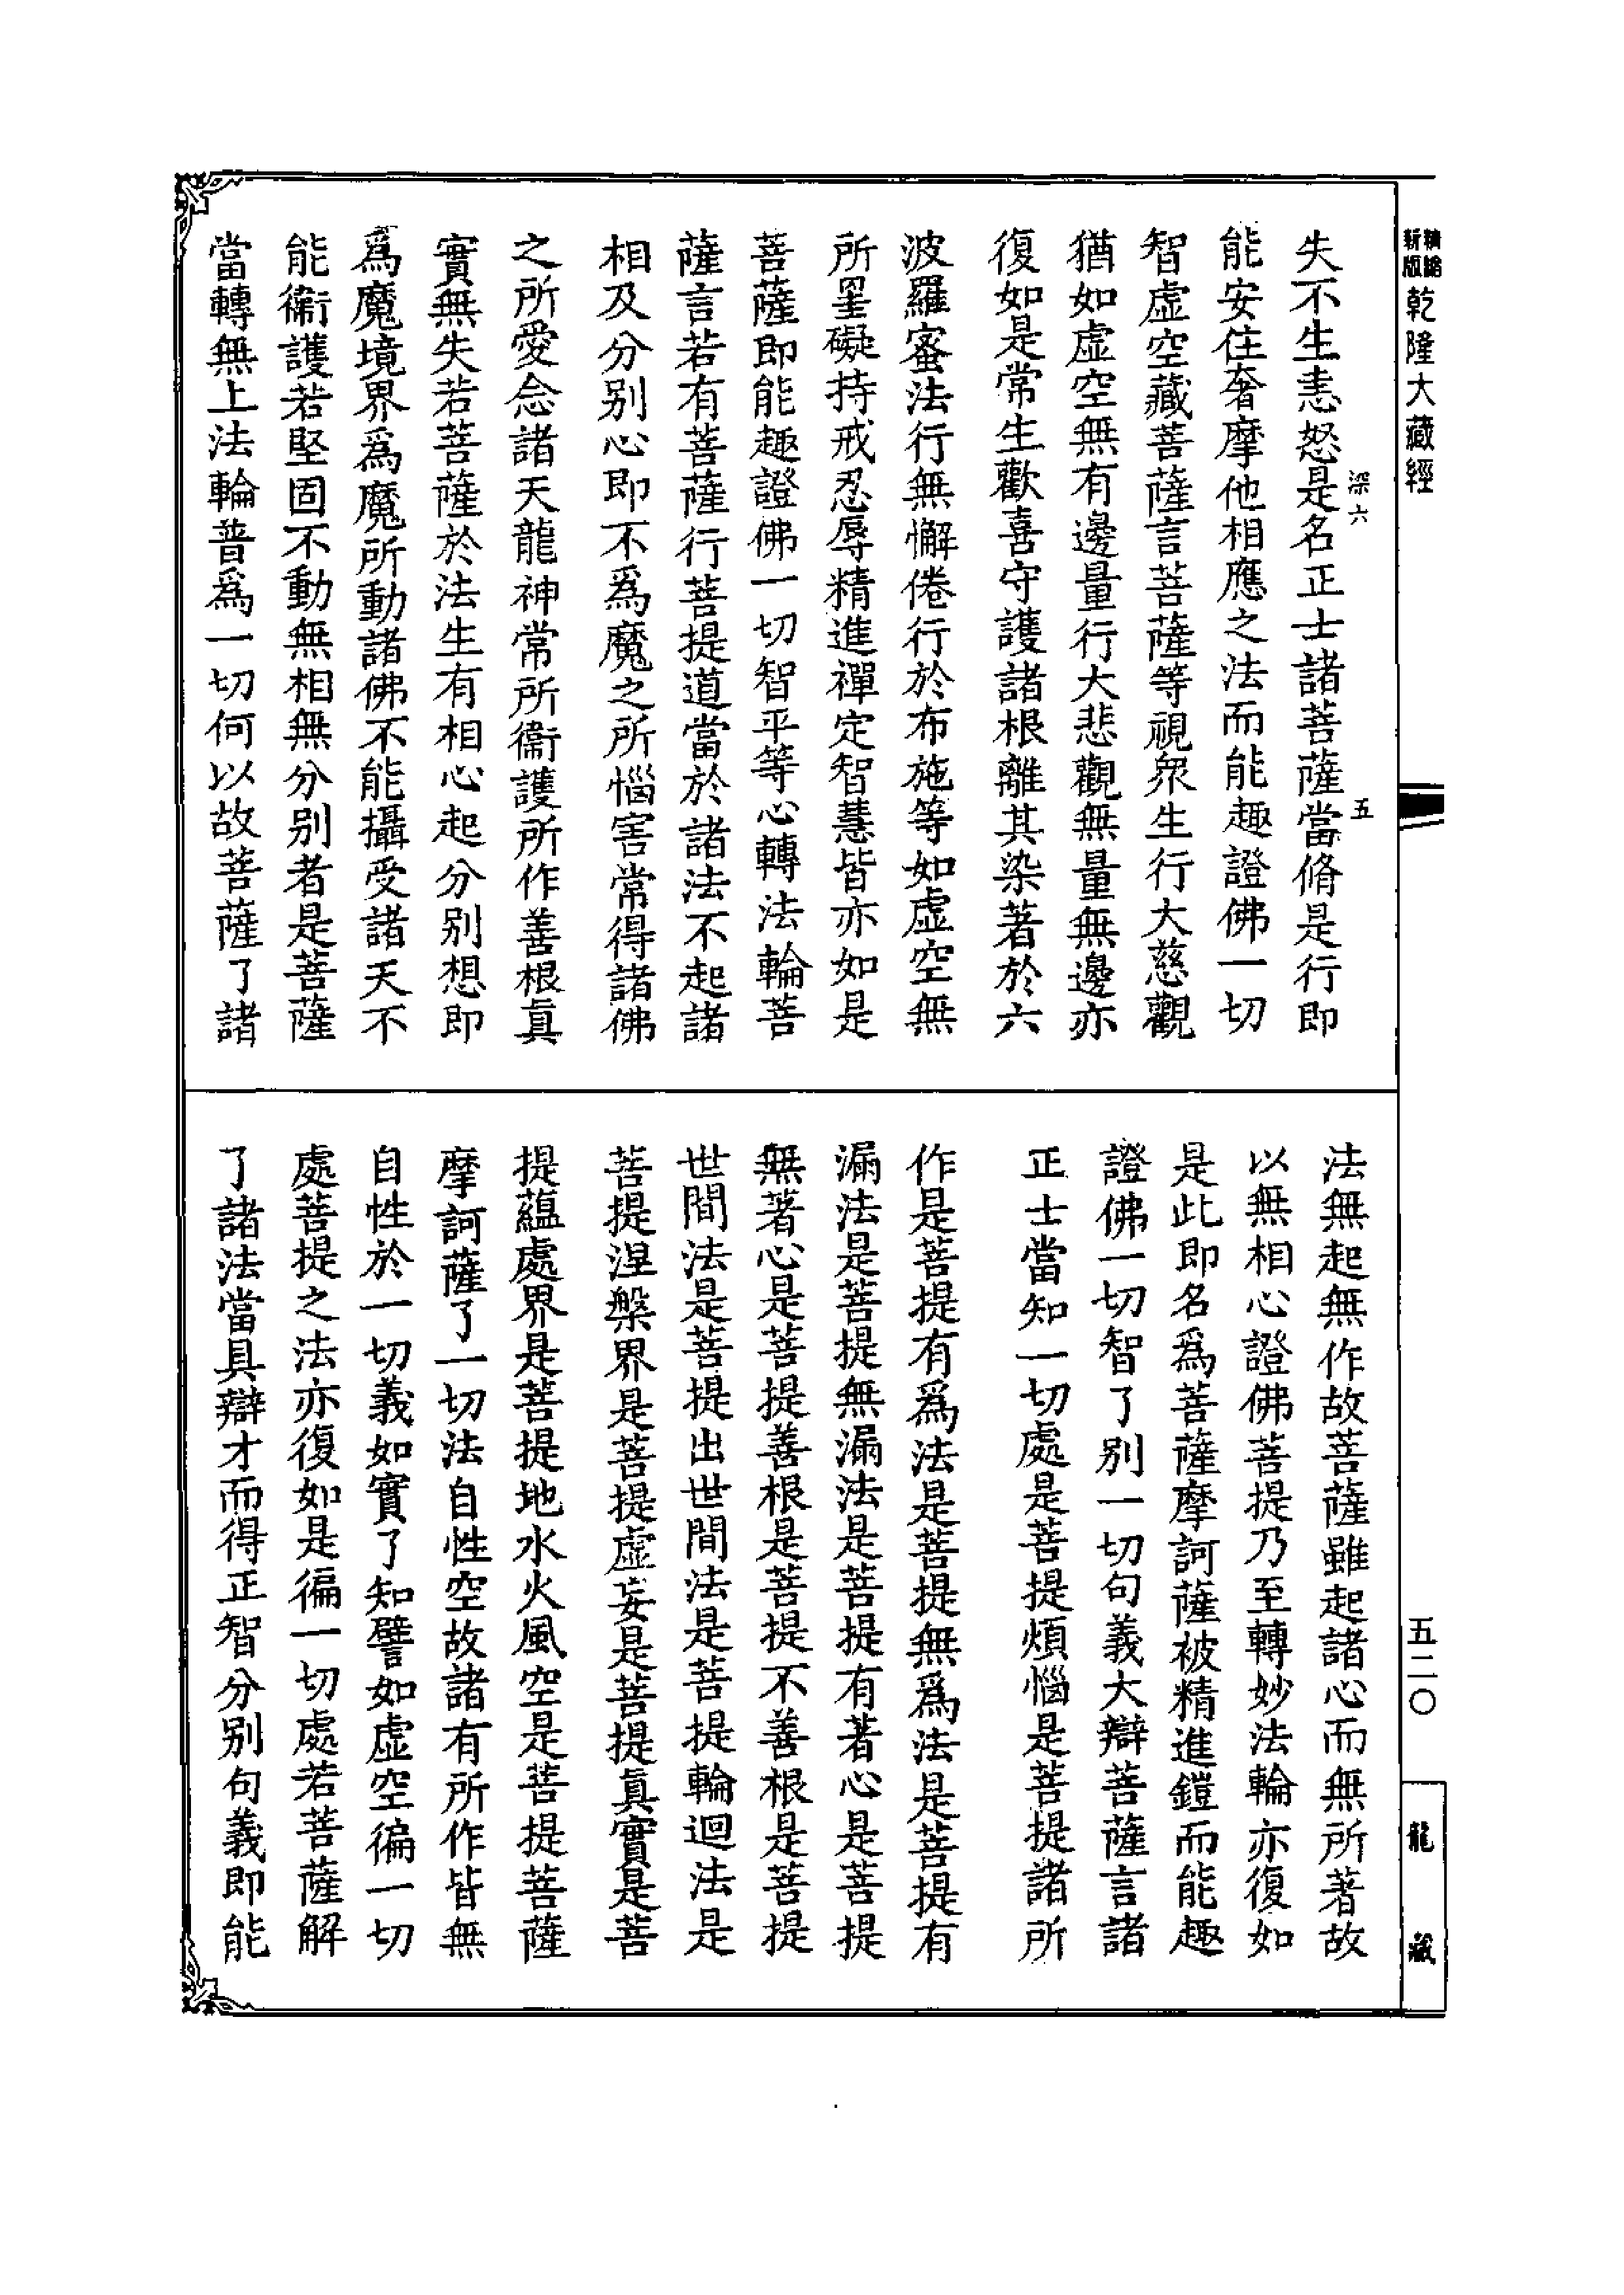 精縮
新版
乾隆大藏經
五二〇
龍藏
深六
五
失不生恚怒是名正士諸菩薩當脩是行即
能安住奢摩他相應之法而能趣證佛一切
智虛空藏菩薩言菩薩等視眾生行大慈觀
猶如虛空無有邊量行大悲觀無量無邊亦
復如是常生歡喜守護諸根離其染著於六
波羅蜜法行無懈倦行於布施等如虛空無
所罣礙持戒忍辱精進禪定智慧皆亦如是
菩薩即能趣證佛一切智平等心轉法輪菩
薩言若有菩薩行菩提道當於諸法不起諸
相及分別心即不爲魔之所惱害常得諸佛
之所愛念諸天龍神常所衞護所作善根真
實無失若菩薩於法生有相心起分別想即
爲魔境界爲魔所動諸佛不能攝受諸天不
能衞護若堅固不動無相無分別者是菩薩
當轉無上法輪普爲一切何以故菩薩了諸
法無起無作故菩薩雖起諸心而無所著故
以無相心證佛菩提乃至轉妙法輪亦復如
是此即名爲菩薩摩訶薩被精進鎧而能趣
證佛一切智了別一切句義大辯菩薩言諸
正士當知一切處是菩提煩惱是菩提諸所
作是菩提有爲法是菩提無爲法是菩提有
漏法是菩提無漏法是菩提有著心是菩提
無著心是菩提善根是菩提不善根是菩提
世間法是菩提出世間法是菩提輪迴法是
菩提涅槃界是菩提虛妄是菩提真實是菩
提蘊處界是菩提地水火風空是菩提菩薩
摩訶薩了一切法自性空故諸有所作皆無
自性於一切義如實了知譬如虛空徧一切
處菩提之法亦復如是徧一切處若菩薩解
了諸法當具辯才而得正智分別句義即能